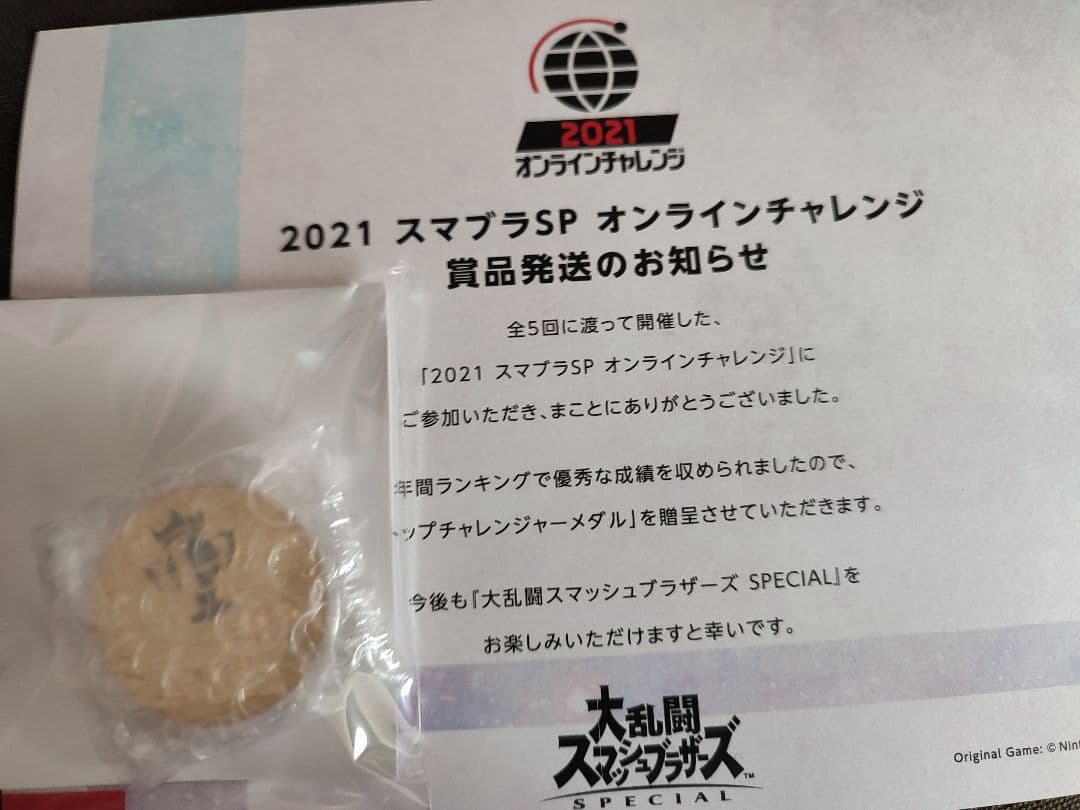 2021
オンラインチャレンジ
2021 スマブラSP オンラインチャレンジ
賞品発送のお知らせ
全5回に渡って開催した、
「2021 スマブラSP オンラインチャレンジ」に
ご参加いただき、まことにありがとうございました。
年間ランキングで優秀な成績を収められましたので、
ップチャレンジャーメダル」を贈呈させていただきます。
今後も『大乱闘スマッシュブラザーズ SPECIAL』を
お楽しみいただけますと幸いです。
大乱闘
スマッシュブラザーズ™
SPECIAL
Original Game: © Nint